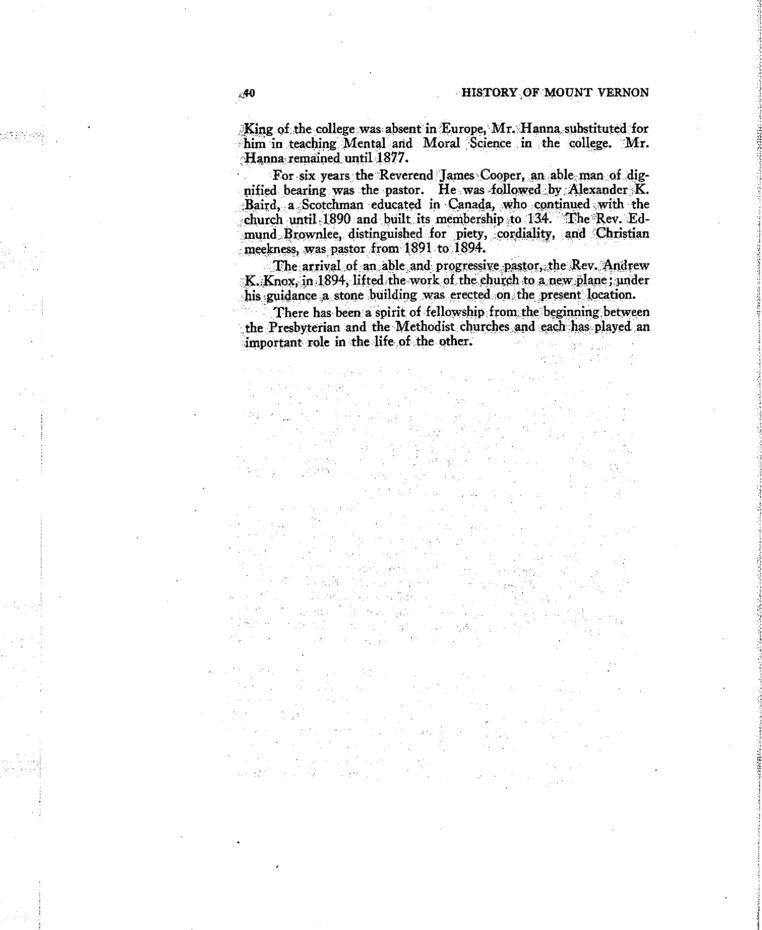 40 HISTORY OF MOUNT VERNON
King of the college was absent in Europe, Mr. Hanna substituted for
him in teaching Mental and Moral Science in the college. Mr.
Hanna remained until 1877.
For six years the Reverend James Cooper, an able man of dig-
nified bearing was the pastor. He was followed by Alexander K.
Baird, a Scotchman educated in Canada, who continued with the
church until 1890 and built its membership to 134. The Rev. Ed-
mund Brownlee, distinguished for piety, cordiality, and Christian
meekness, was pastor from 1891 to 1894.
The arrival of an able and progressive pastor, the Rev. Andrew
K. Knox, in 1894, lifted the work of the church to a new plane; under
his guidance a stone building was erected on the present location.
There has been a spirit of fellowship from the beginning between
the Presbyterian and the Methodist churches and each has played an
important role in the life of the other.